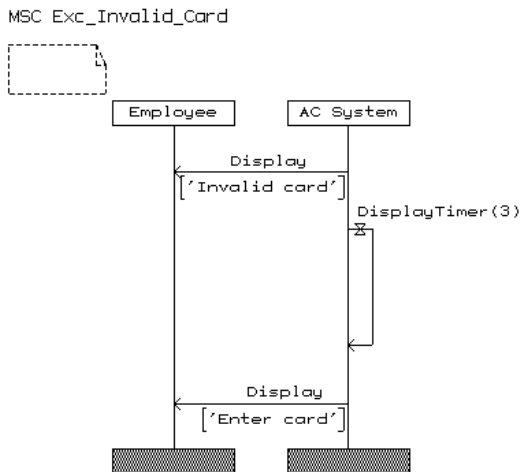 MSC Exc_Invalid_Card
Employee
AC System
Display
['Invalid card']
DisplayTimer(3)
Display
['Enter card']